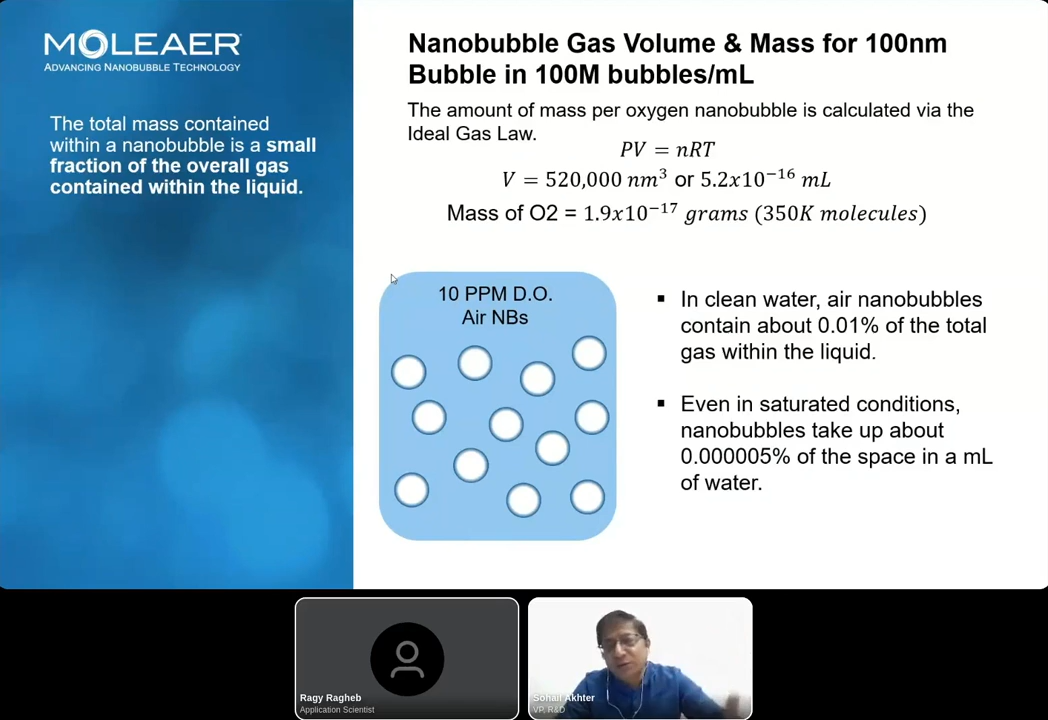 MOLEAER
ADVANCING NANOBUBBLE TECHNOLOGY
The total mass contained
within a nanobubble is a small
fraction of the overall gas
contained within the liquid.
Nanobubble Gas Volume & Mass for 100nm
Bubble in 100M bubbles/mL
The amount of mass per oxygen nanobubble is calculated via the
Ideal Gas Law.
PV = nRT
V = 520,000 nm³ or 5.2x10⁻¹⁶ mL
Mass of O2 = 1.9x10⁻¹⁷ grams (350K molecules)
10 PPM D.O.
Air NBs
▪ In clean water, air nanobubbles
contain about 0.01% of the total
gas within the liquid.
▪ Even in saturated conditions,
nanobubbles take up about
0.000005% of the space in a mL
of water.
Ragy Ragheb
Application Scientist
Sohail Akhter
VP, R&D